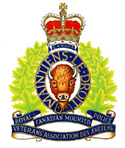 MAINTIENS LE DROIT
ROYAL CANADIAN MOUNTED POLICE
VETERANS ASSOCIATION DES ANCIENS